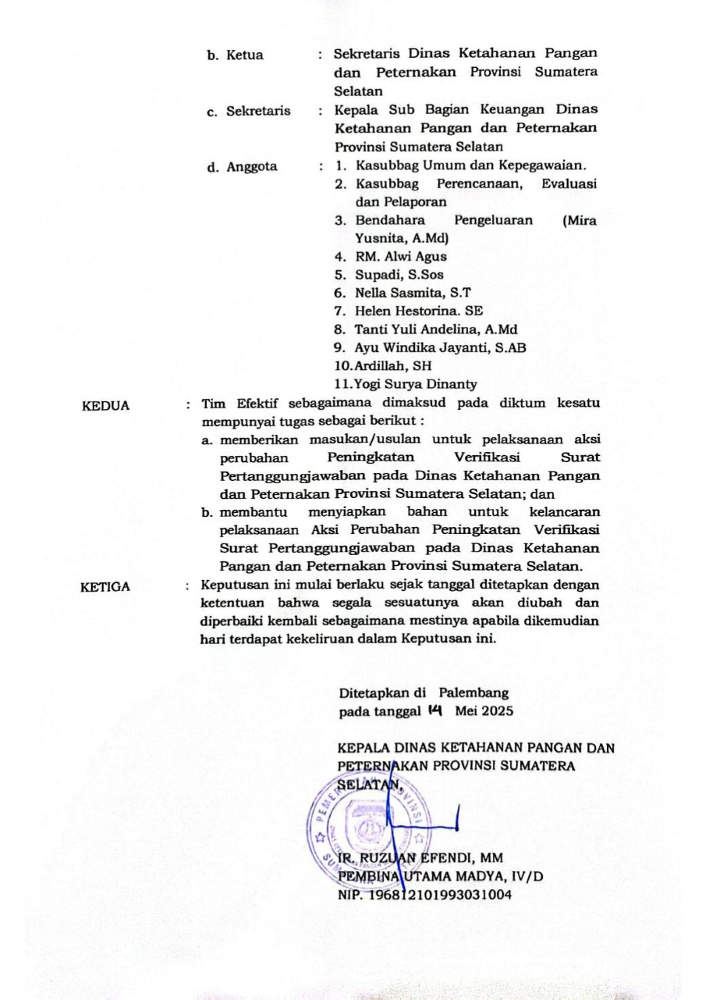 b. Ketua : Sekretaris Dinas Ketahanan Pangan
dan Peternakan Provinsi Sumatera
Selatan
c. Sekretaris : Kepala Sub Bagian Keuangan Dinas
Ketahanan Pangan dan Peternakan
Provinsi Sumatera Selatan
d. Anggota : 1. Kasubbag Umum dan Kepegawaian.
2. Kasubbag Perencanaan, Evaluasi
dan Pelaporan
3. Bendahara Pengeluaran (Mira
Yusnita, A.Md)
4. RM. Alwi Agus
5. Supadi, S.Sos
6. Nella Sasmita, S.T
7. Helen Hestorina. SE
8. Tanti Yuli Andelina, A.Md
9. Ayu Windika Jayanti, S.AB
10.Ardillah, SH
11.Yogi Surya Dinanty
KEDUA : Tim Efektif sebagaimana dimaksud pada diktum kesatu
mempunyai tugas sebagai berikut :
a. memberikan masukan/usulan untuk pelaksanaan aksi
perubahan Peningkatan Verifikasi Surat
Pertanggungjawaban pada Dinas Ketahanan Pangan
dan Peternakan Provinsi Sumatera Selatan; dan
b. membantu menyiapkan bahan untuk kelancaran
pelaksanaan Aksi Perubahan Peningkatan Verifikasi
Surat Pertanggungjawaban pada Dinas Ketahanan
Pangan dan Peternakan Provinsi Sumatera Selatan.
KETIGA : Keputusan ini mulai berlaku sejak tanggal ditetapkan dengan
ketentuan bahwa segala sesuatunya akan diubah dan
diperbaiki kembali sebagaimana mestinya apabila dikemudian
hari terdapat kekeliruan dalam Keputusan ini.
Ditetapkan di Palembang
pada tanggal 14 Mei 2025
KEPALA DINAS KETAHANAN PANGAN DAN
PETERNAKAN PROVINSI SUMATERA
SELATAN,
PEMERINTAH PROVINSI
IR. RUZUAN EFENDI, MM
PEMBINA UTAMA MADYA, IV/D
NIP. 196812101993031004